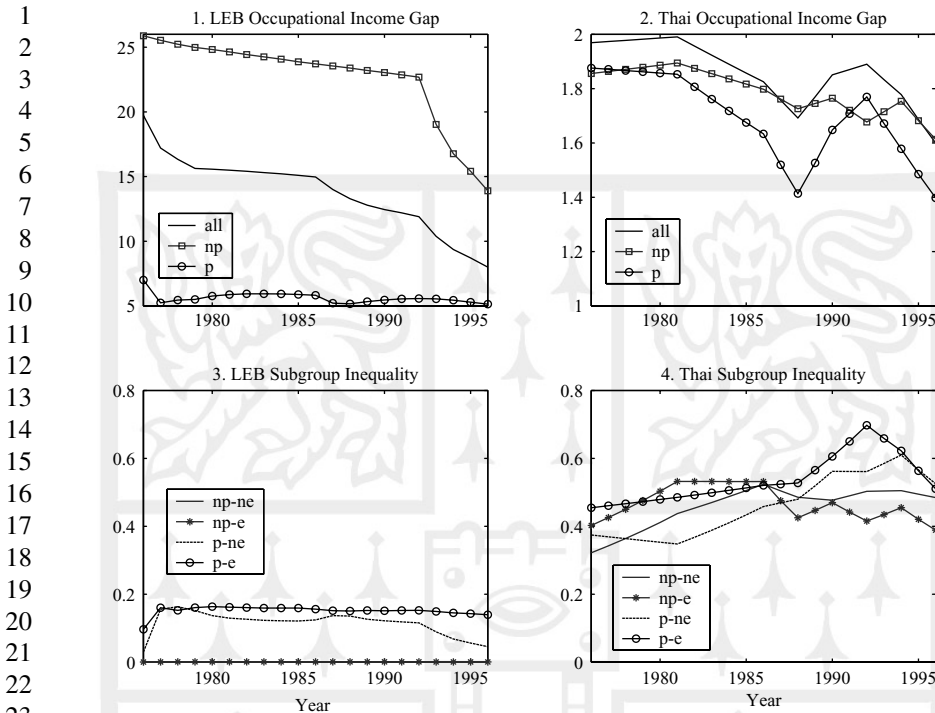 1
2
3
4
5
6
7
8
9
10
11
12
13
14
15
16
17
18
19
20
21
22
23
1. LEB Occupational Income Gap
25
20
15
10
5
all
np
p
1980 1985 1990 1995
2. Thai Occupational Income Gap
2
1.8
1.6
1.4
1.2
1
all
np
p
1980 1985 1990 1995
3. LEB Subgroup Inequality
0.8
0.6
0.4
0.2
0
np-ne
np-e
p-ne
p-e
1980 1985 1990 1995
Year
4. Thai Subgroup Inequality
0.8
0.6
0.4
0.2
0
np-ne
np-e
p-ne
p-e
1980 1985 1990 1995
Year